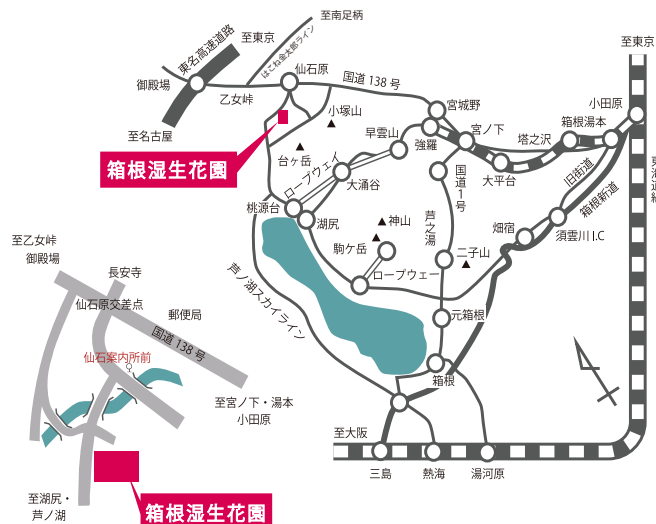 至南足柄
至東京
東名高速道路
はこね金太郎ライン
至東京
御殿場
仙石原
国道 138 号
乙女峠
宮城野
小田原
箱根湯本
小塚山
至名古屋
早雲山
強羅
宮ノ下
塔之沢
箱根湿生花園
台ヶ岳
ロープウェイ
大涌谷
大平台
旧街道
国道1号
箱根新道
桃源台
湖尻
神山
芦之湯
畑宿
須雲川 I.C
至乙女峠
御殿場
駒ケ岳
二子山
長安寺
芦ノ湖スカイライン
ロープウェー
仙石原交差点
郵便局
元箱根
国道 138 号
仙石案内所前
箱根
至宮ノ下・湯本
小田原
至大阪
三島
熱海
湯河原
至湖尻・
芦ノ湖
箱根湿生花園